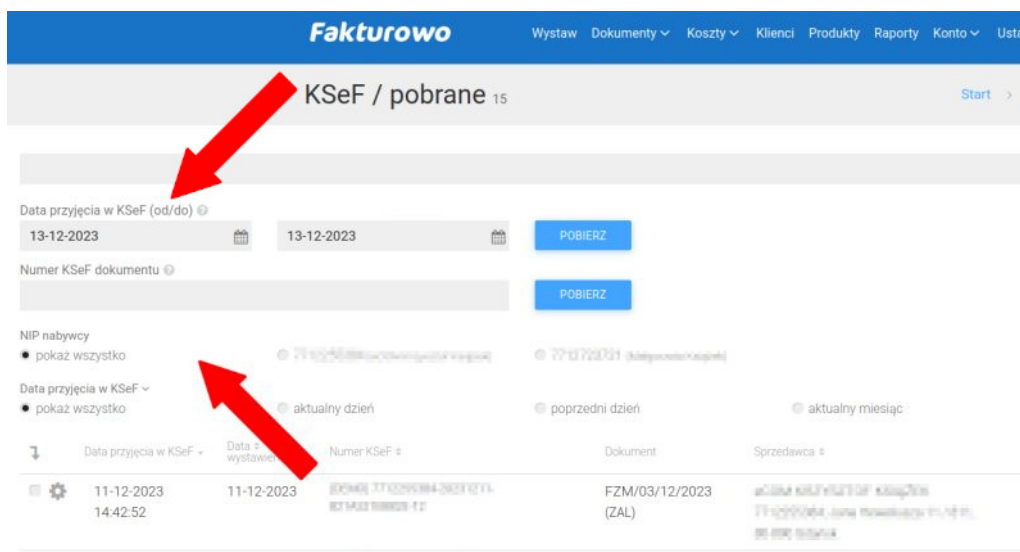 Fakturowo
Wystaw Dokumenty Koszty Klienci Produkty Raporty Konto
KSeF / pobrane 15
Start >
Data przyjęcia w KSeF (od/do)
13-12-2023 13-12-2023 POBIERZ
Numer KSeF dokumentu
POBIERZ
NIP nabywcy
pokaż wszystko
Data przyjęcia w KSeF
pokaż wszystko aktualny dzień poprzedni dzień aktualny miesiąc
Data przyjęcia w KSeF Data Numer KSeF Dokument Sprzedawca
11-12-2023 11-12-2023 FZM/03/12/2023
14:42:52 (ZAL)